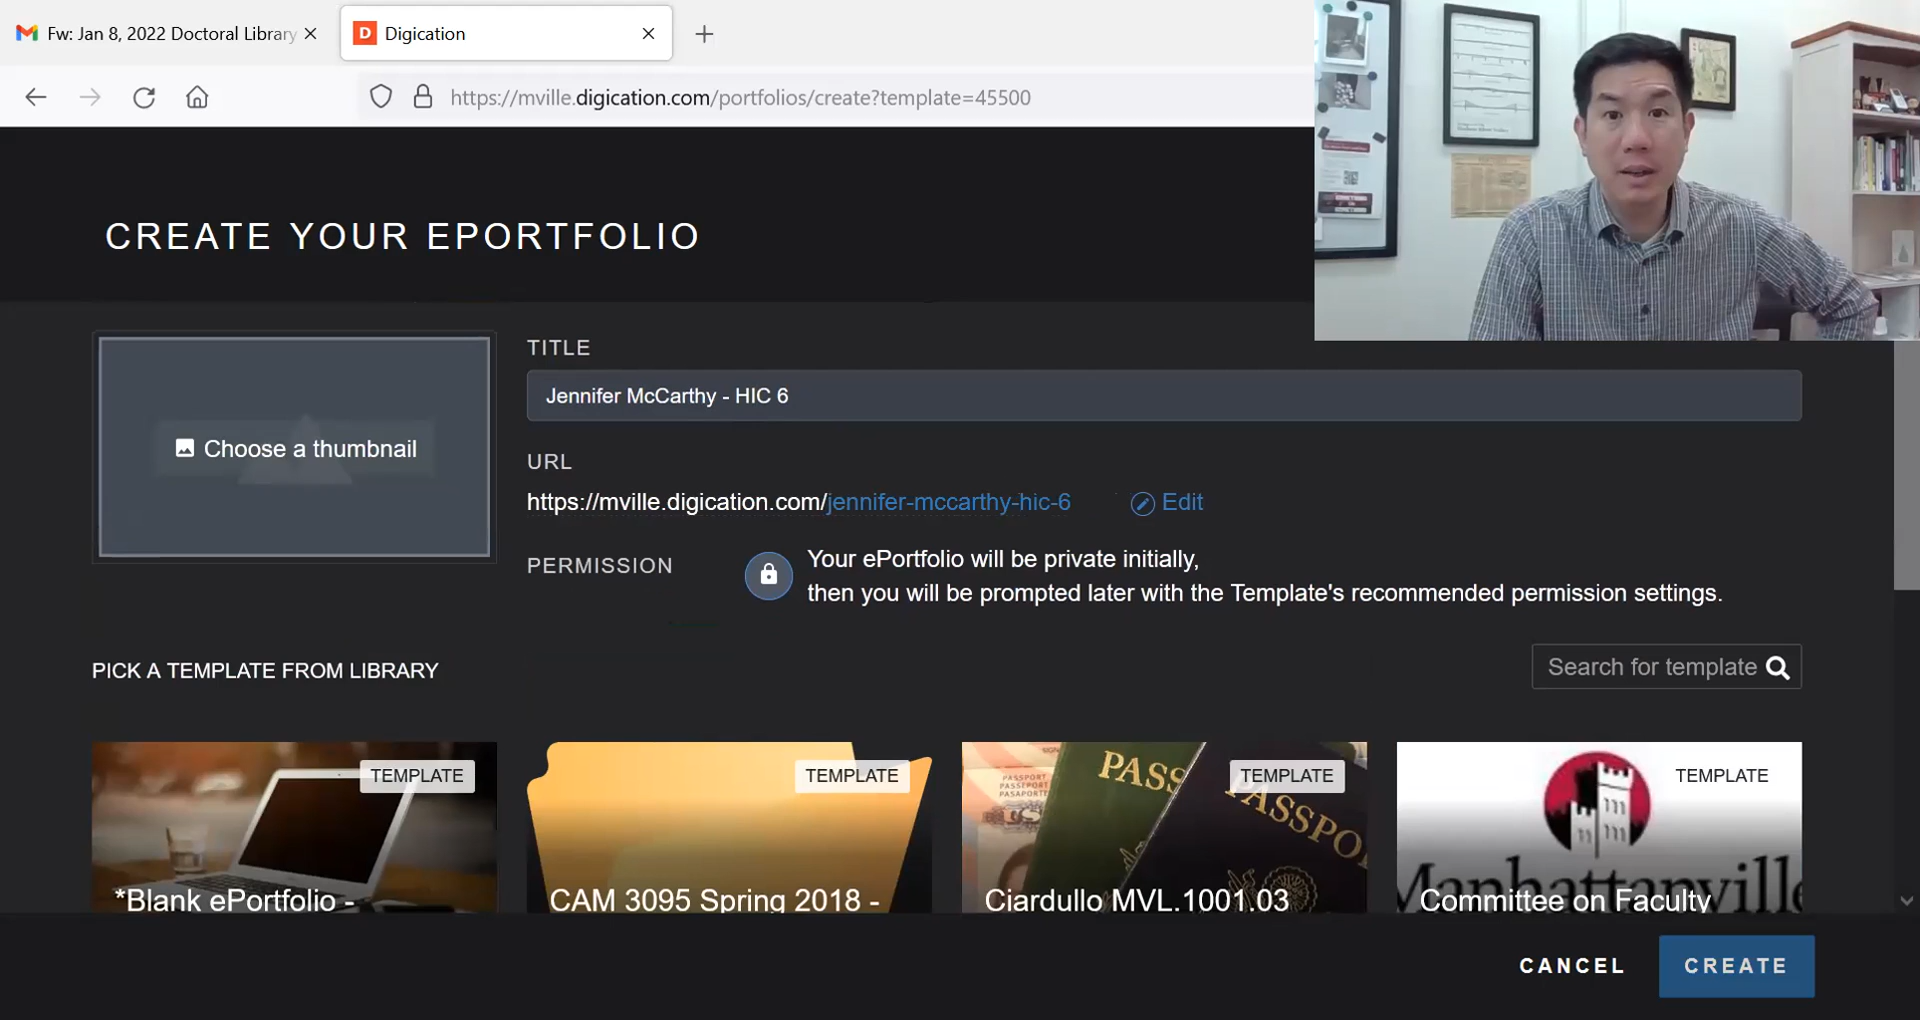 Fw: Jan 8, 2022 Doctoral Library
Digication
https://mville.digication.com/portfolios/create?template=45500
CREATE YOUR EPORTFOLIO
TITLE
Jennifer McCarthy - HIC 6
Choose a thumbnail
URL
https://mville.digication.com/jennifer-mccarthy-hic-6 Edit
PERMISSION
Your ePortfolio will be private initially,
then you will be prompted later with the Template's recommended permission settings.
PICK A TEMPLATE FROM LIBRARY
Search for template
TEMPLATE
*Blank ePortfolio -
TEMPLATE
CAM 3095 Spring 2018 -
PASSPORT
TEMPLATE
Ciardullo MVL.1001.03
TEMPLATE
Manhattanville
Committee on Faculty
CANCEL
CREATE